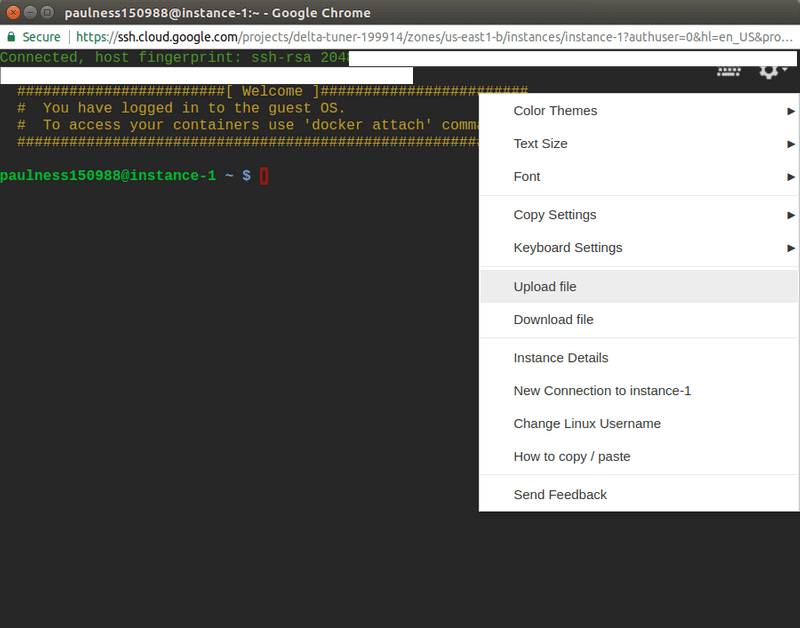 paulness150988@instance-1:~ - Google Chrome
Secure https://ssh.cloud.google.com/projects/delta-tuner-199914/zones/us-east1-b/instances/instance-1?authuser=0&hl=en_US&pro...
Connected, host fingerprint: ssh-rsa 204
########################[ Welcome ]########################
# You have logged in to the guest OS.
# To access your containers use 'docker attach' comma
######################################################
paulness150988@instance-1 ~ $
Color Themes
Text Size
Font
Copy Settings
Keyboard Settings
Upload file
Download file
Instance Details
New Connection to instance-1
Change Linux Username
How to copy / paste
Send Feedback